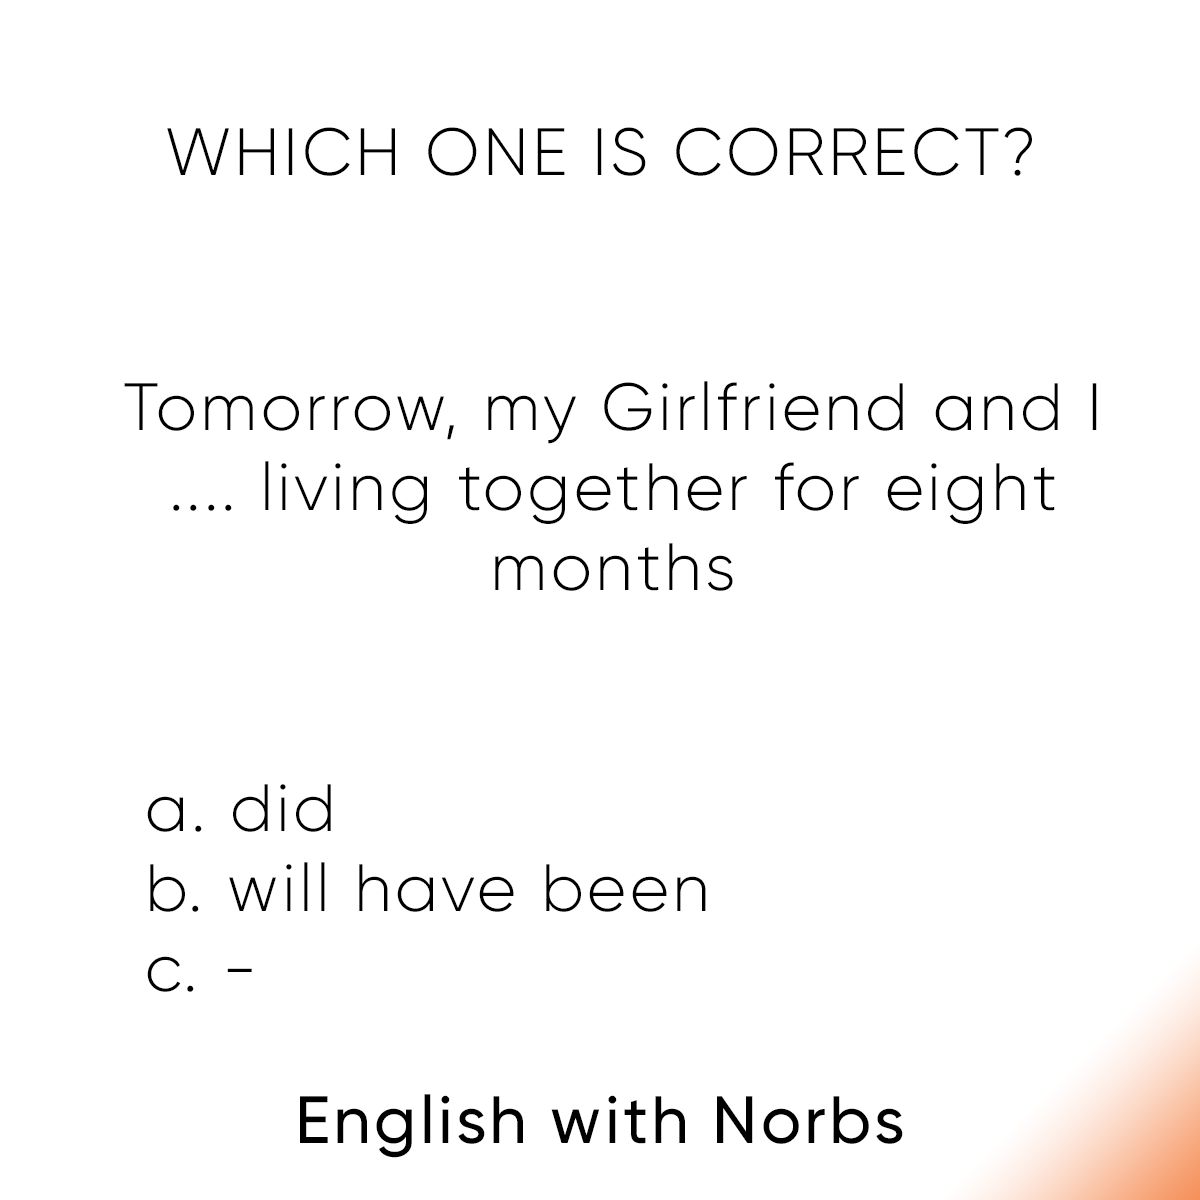 WHICH ONE IS CORRECT?
Tomorrow, my Girlfriend and I
.... living together for eight
months
a. did
b. will have been
c. -
English with Norbs